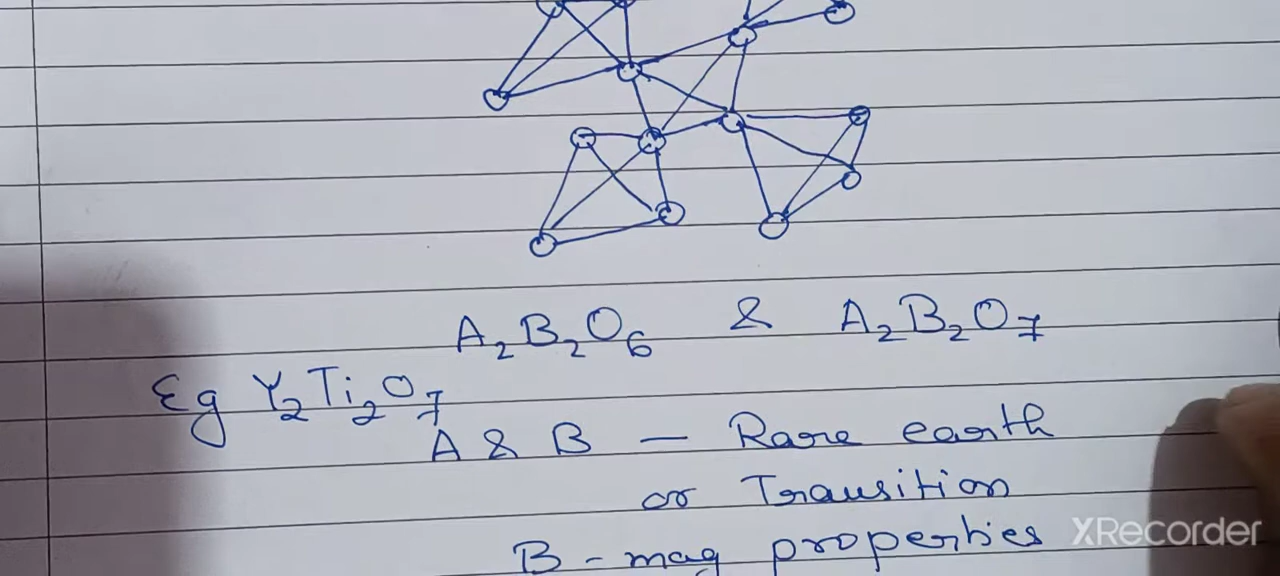 A₂B₂O₆ & A₂B₂O₇
Eg Y₂Ti₂O₇
A & B — Rare earth
or Transition
B - mag properties
XRecorder